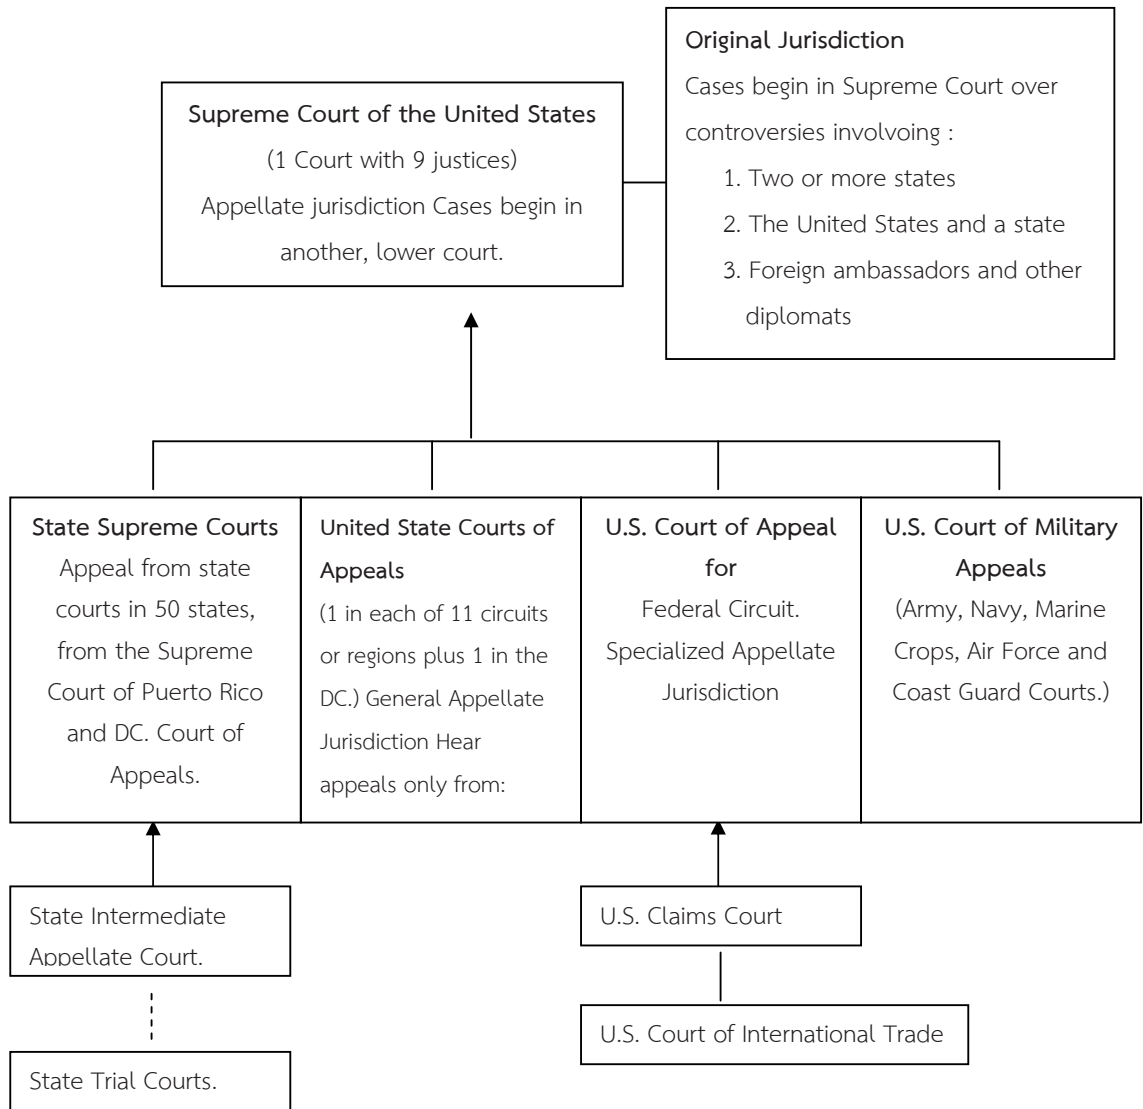 Supreme Court of the United States
(1 Court with 9 justices)
Appellate jurisdiction Cases begin in
another, lower court.
Original Jurisdiction
Cases begin in Supreme Court over
controversies involvoing :
1. Two or more states
2. The United States and a state
3. Foreign ambassadors and other
diplomats
State Supreme Courts
Appeal from state
courts in 50 states,
from the Supreme
Court of Puerto Rico
and DC. Court of
Appeals.
United State Courts of
Appeals
(1 in each of 11 circuits
or regions plus 1 in the
DC.) General Appellate
Jurisdiction Hear
appeals only from:
U.S. Court of Appeal
for
Federal Circuit.
Specialized Appellate
Jurisdiction
U.S. Court of Military
Appeals
(Army, Navy, Marine
Crops, Air Force and
Coast Guard Courts.)
State Intermediate
Appellate Court.
U.S. Claims Court
U.S. Court of International Trade
State Trial Courts.